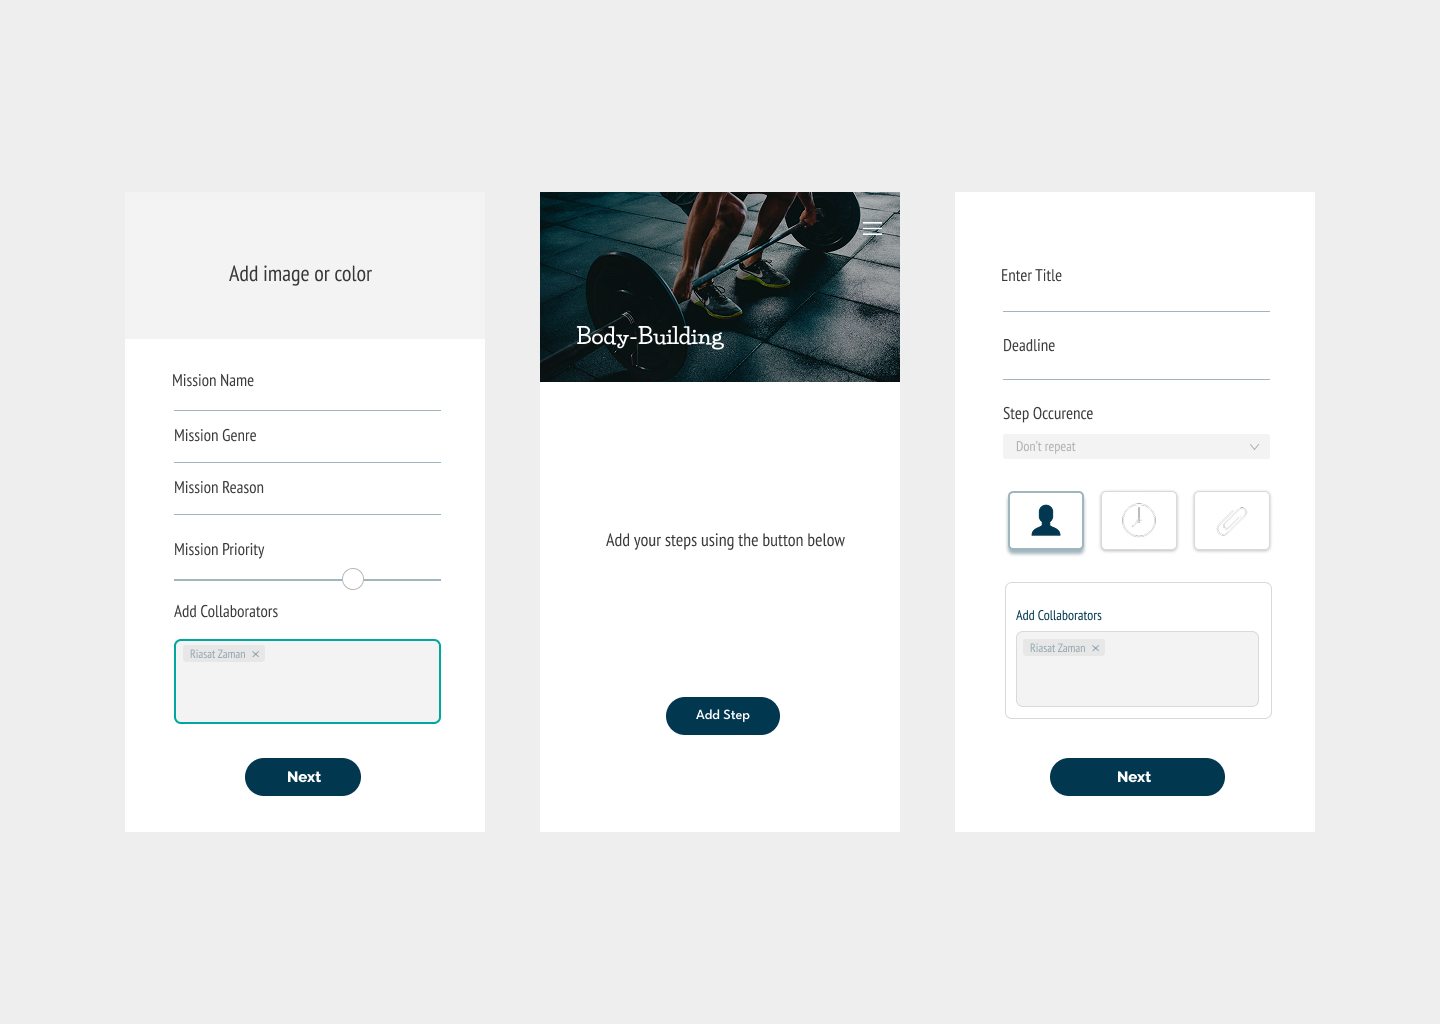 Add image or color
Mission Name
Mission Genre
Mission Reason
Mission Priority
Add Collaborators
Riasat Zaman ×
Next
Body-Building
Add your steps using the button below
Add Step
Enter Title
Deadline
Step Occurence
Don't repeat
Add Collaborators
Riasat Zaman ×
Next